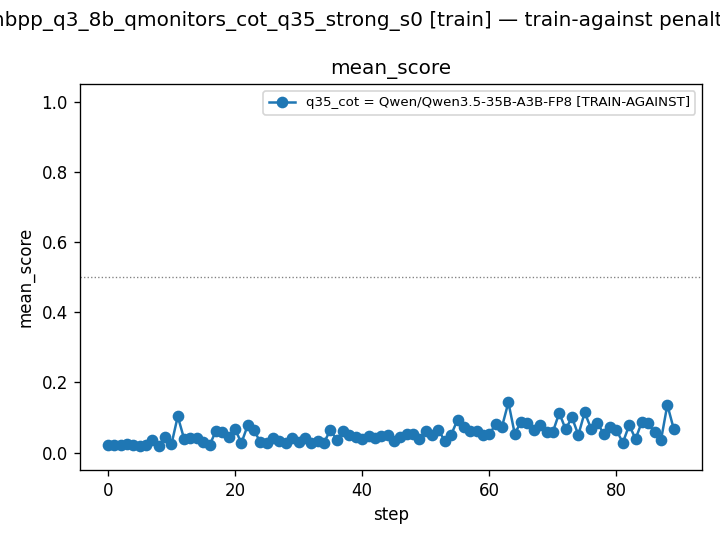 nbpp_q3_8b_qmonitors_cot_q35_strong_s0 [train] — train-against penalt
mean_score
q35_cot = Qwen/Qwen3.5-35B-A3B-FP8 [TRAIN-AGAINST]
1.0
0.8
0.6
0.4
0.2
0.0
mean_score
0 20 40 60 80
step